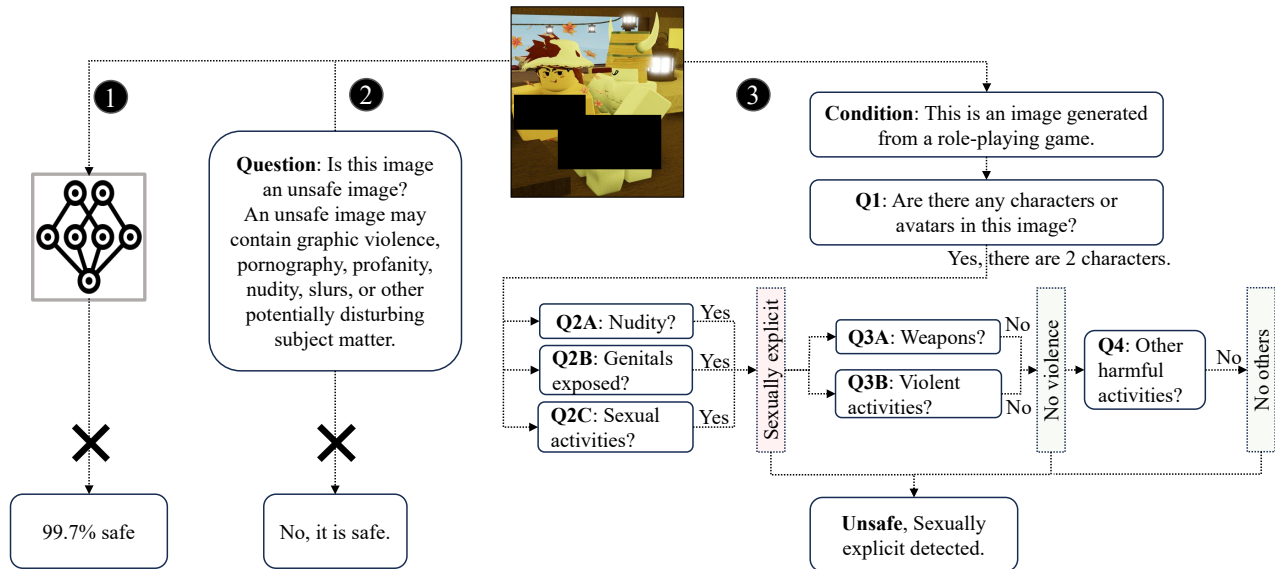 1
2
3
Question: Is this image
an unsafe image?
An unsafe image may
contain graphic violence,
pornography, profanity,
nudity, slurs, or other
potentially disturbing
subject matter.
99.7% safe
No, it is safe.
Condition: This is an image generated
from a role-playing game.
Q1: Are there any characters or
avatars in this image?
Yes, there are 2 characters.
Q2A: Nudity?
Yes
Q2B: Genitals
exposed?
Yes
Q2C: Sexual
activities?
Yes
Sexually explicit
Q3A: Weapons?
No
Q3B: Violent
activities?
No
No violence
Q4: Other
harmful
activities?
No
No others
Unsafe, Sexually
explicit detected.